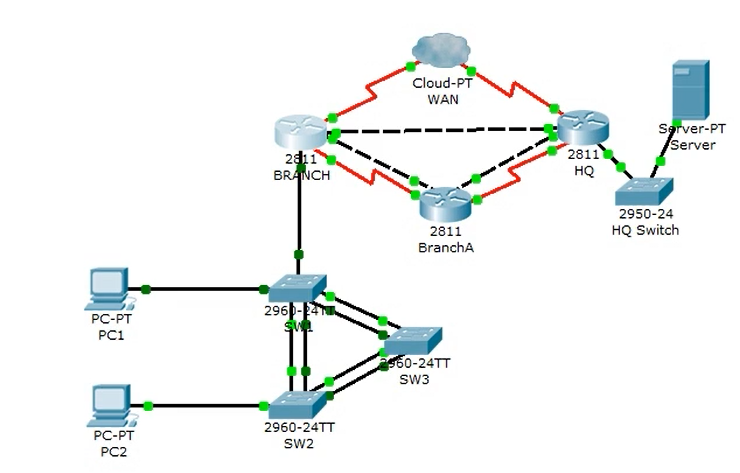 Cloud-PT
WAN
Server-PT
Server
2811
BRANCH
2811
HQ
2950-24
HQ Switch
2811
BranchA
2960-24TT
SW1
PC-PT
PC1
2960-24TT
SW3
2960-24TT
SW2
PC-PT
PC2